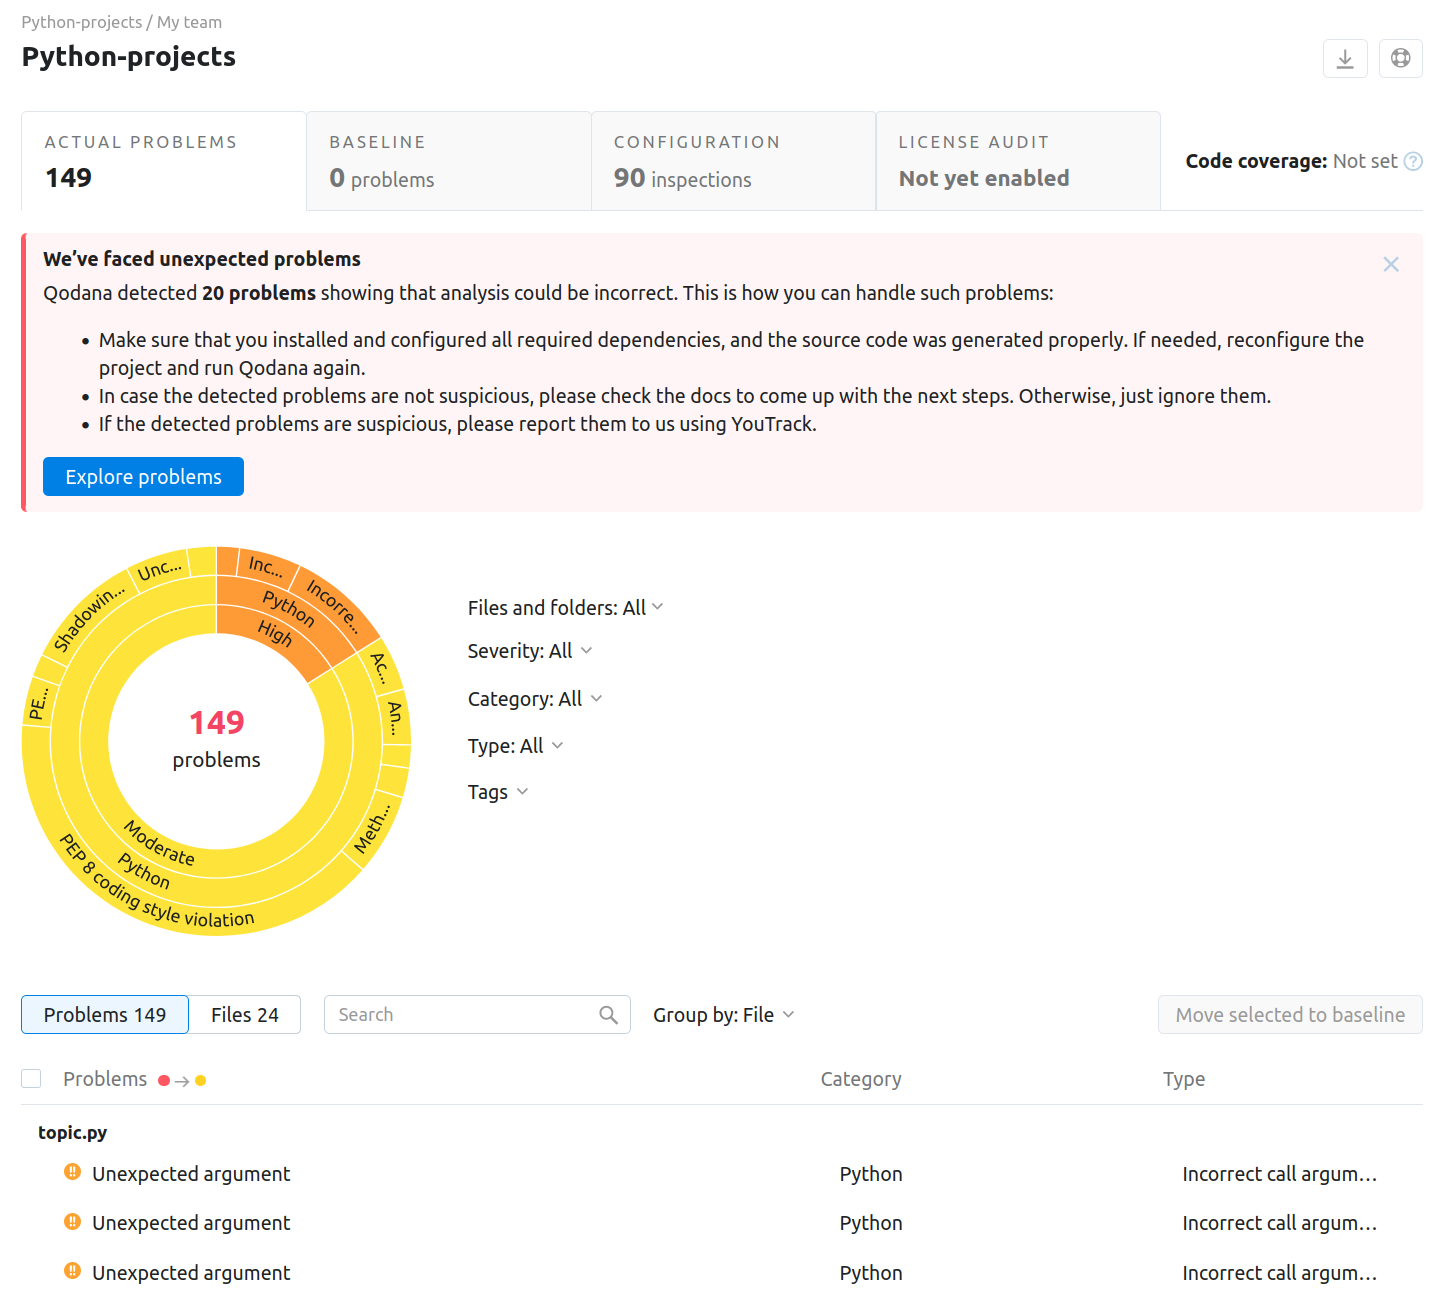 Python-projects / My team
Python-projects
ACTUAL PROBLEMS
149
BASELINE
0 problems
CONFIGURATION
90 inspections
LICENSE AUDIT
Not yet enabled
Code coverage: Not set ?
We've faced unexpected problems
Qodana detected 20 problems showing that analysis could be incorrect. This is how you can handle such problems:
• Make sure that you installed and configured all required dependencies, and the source code was generated properly. If needed, reconfigure the
project and run Qodana again.
• In case the detected problems are not suspicious, please check the docs to come up with the next steps. Otherwise, just ignore them.
• If the detected problems are suspicious, please report them to us using YouTrack.
Explore problems
Unc...
Inc...
Incorre...
Shadowin...
Python
High
Ac...
PE...
An...
149
problems
Meth...
Moderate
Python
PEP 8 coding style violation
Files and folders: All
Severity: All
Category: All
Type: All
Tags
Problems 149
Files 24
Search
Group by: File
Move selected to baseline
Problems
Category
Type
topic.py
Unexpected argument
Python
Incorrect call argum...
Unexpected argument
Python
Incorrect call argum...
Unexpected argument
Python
Incorrect call argum...